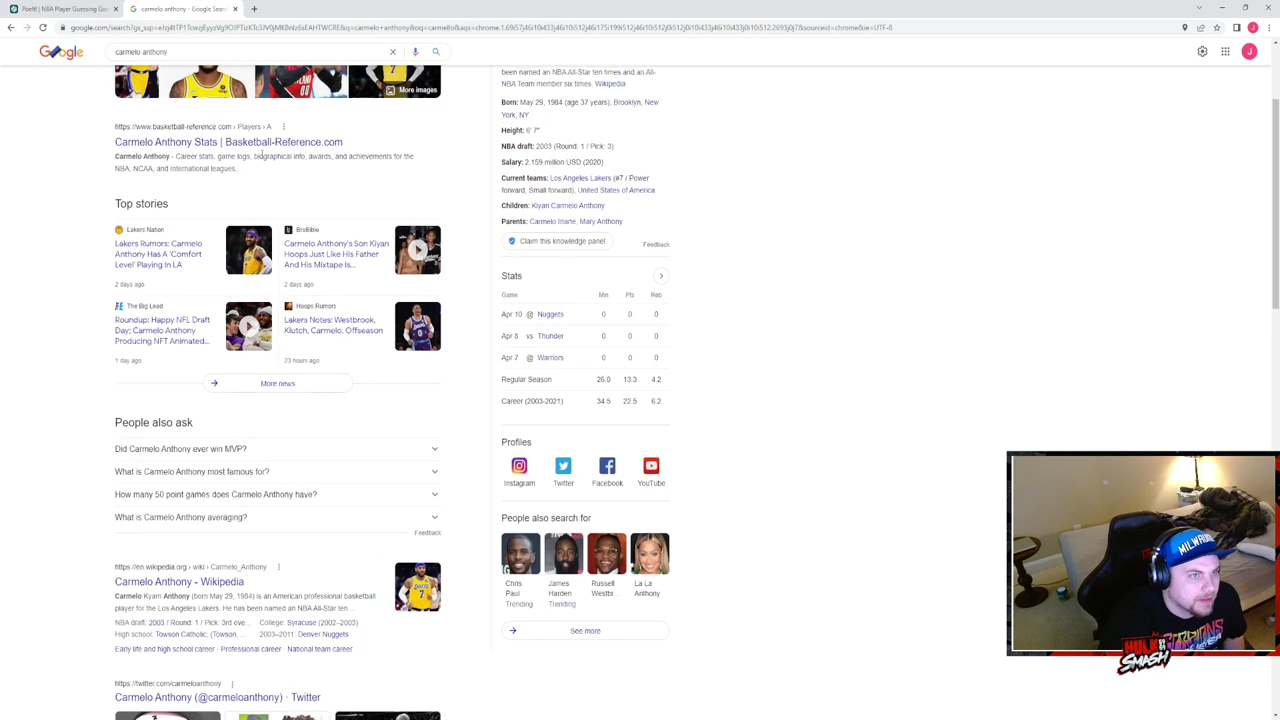 Poeltl | NBA Player Guessing Gam
carmelo anthony - Google Searc
Google
carmelo anthony
J
More images
https://www.basketball-reference.com › Players › A
Carmelo Anthony Stats | Basketball-Reference.com
Carmelo Anthony - Career stats, game logs, biographical info, awards, and achievements for the
NBA, NCAA, and International leagues.
Top stories
Lakers Nation
Lakers Rumors: Carmelo
Anthony Has A 'Comfort
Level' Playing In LA
2 days ago
BroBible
Carmelo Anthony's Son Kiyan
Hoops Just Like His Father
And His Mixtape Is...
2 days ago
The Big Lead
Roundup: Happy NFL Draft
Day; Carmelo Anthony
Producing NFT Animated...
1 day ago
Hoops Rumors
Lakers Notes: Westbrook,
Klutch, Carmelo, Offseason
23 hours ago
More news
People also ask
Did Carmelo Anthony ever win MVP?
What is Carmelo Anthony most famous for?
How many 50 point games does Carmelo Anthony have?
What is Carmelo Anthony averaging?
Feedback
https://en.wikipedia.org › wiki › Carmelo_Anthony
Carmelo Anthony - Wikipedia
Carmelo Kyam Anthony (born May 29, 1984) is an American professional basketball
player for the Los Angeles Lakers. He has been named an NBA All-Star ten ...
NBA draft: 2003 / Round: 1 / Pick: 3rd ove...
College: Syracuse (2002–2003)
High school: Towson Catholic; (Towson, ...
2003–2011: Denver Nuggets
Early life and high school career · Professional career · National team career
https://twitter.com/carmeloanthony
Carmelo Anthony (@carmeloanthony) · Twitter
been named an NBA All-Star ten times and an All-
NBA Team member six times. Wikipedia
Born: May 29, 1984 (age 37 years), Brooklyn, New
York, NY
Height: 6' 7"
NBA draft: 2003 (Round: 1 / Pick: 3)
Salary: 2.159 million USD (2020)
Current teams: Los Angeles Lakers (#7 / Power
forward, Small forward), United States of America
Children: Kiyan Carmelo Anthony
Parents: Carmelo Iriarte, Mary Anthony
Claim this knowledge panel
Feedback
Stats
Game Min Pts Reb
Apr 10 @ Nuggets 0 0 0
Apr 8 vs Thunder 0 0 0
Apr 7 @ Warriors 0 0 0
Regular Season 26.0 13.3 4.2
Career (2003-2021) 34.5 22.5 6.2
Profiles
Instagram Twitter Facebook YouTube
People also search for
Chris
Paul
Trending
James
Harden
Trending
Russell
Westbr...
La La
Anthony
See more
MILWAU
HULK
SMASH